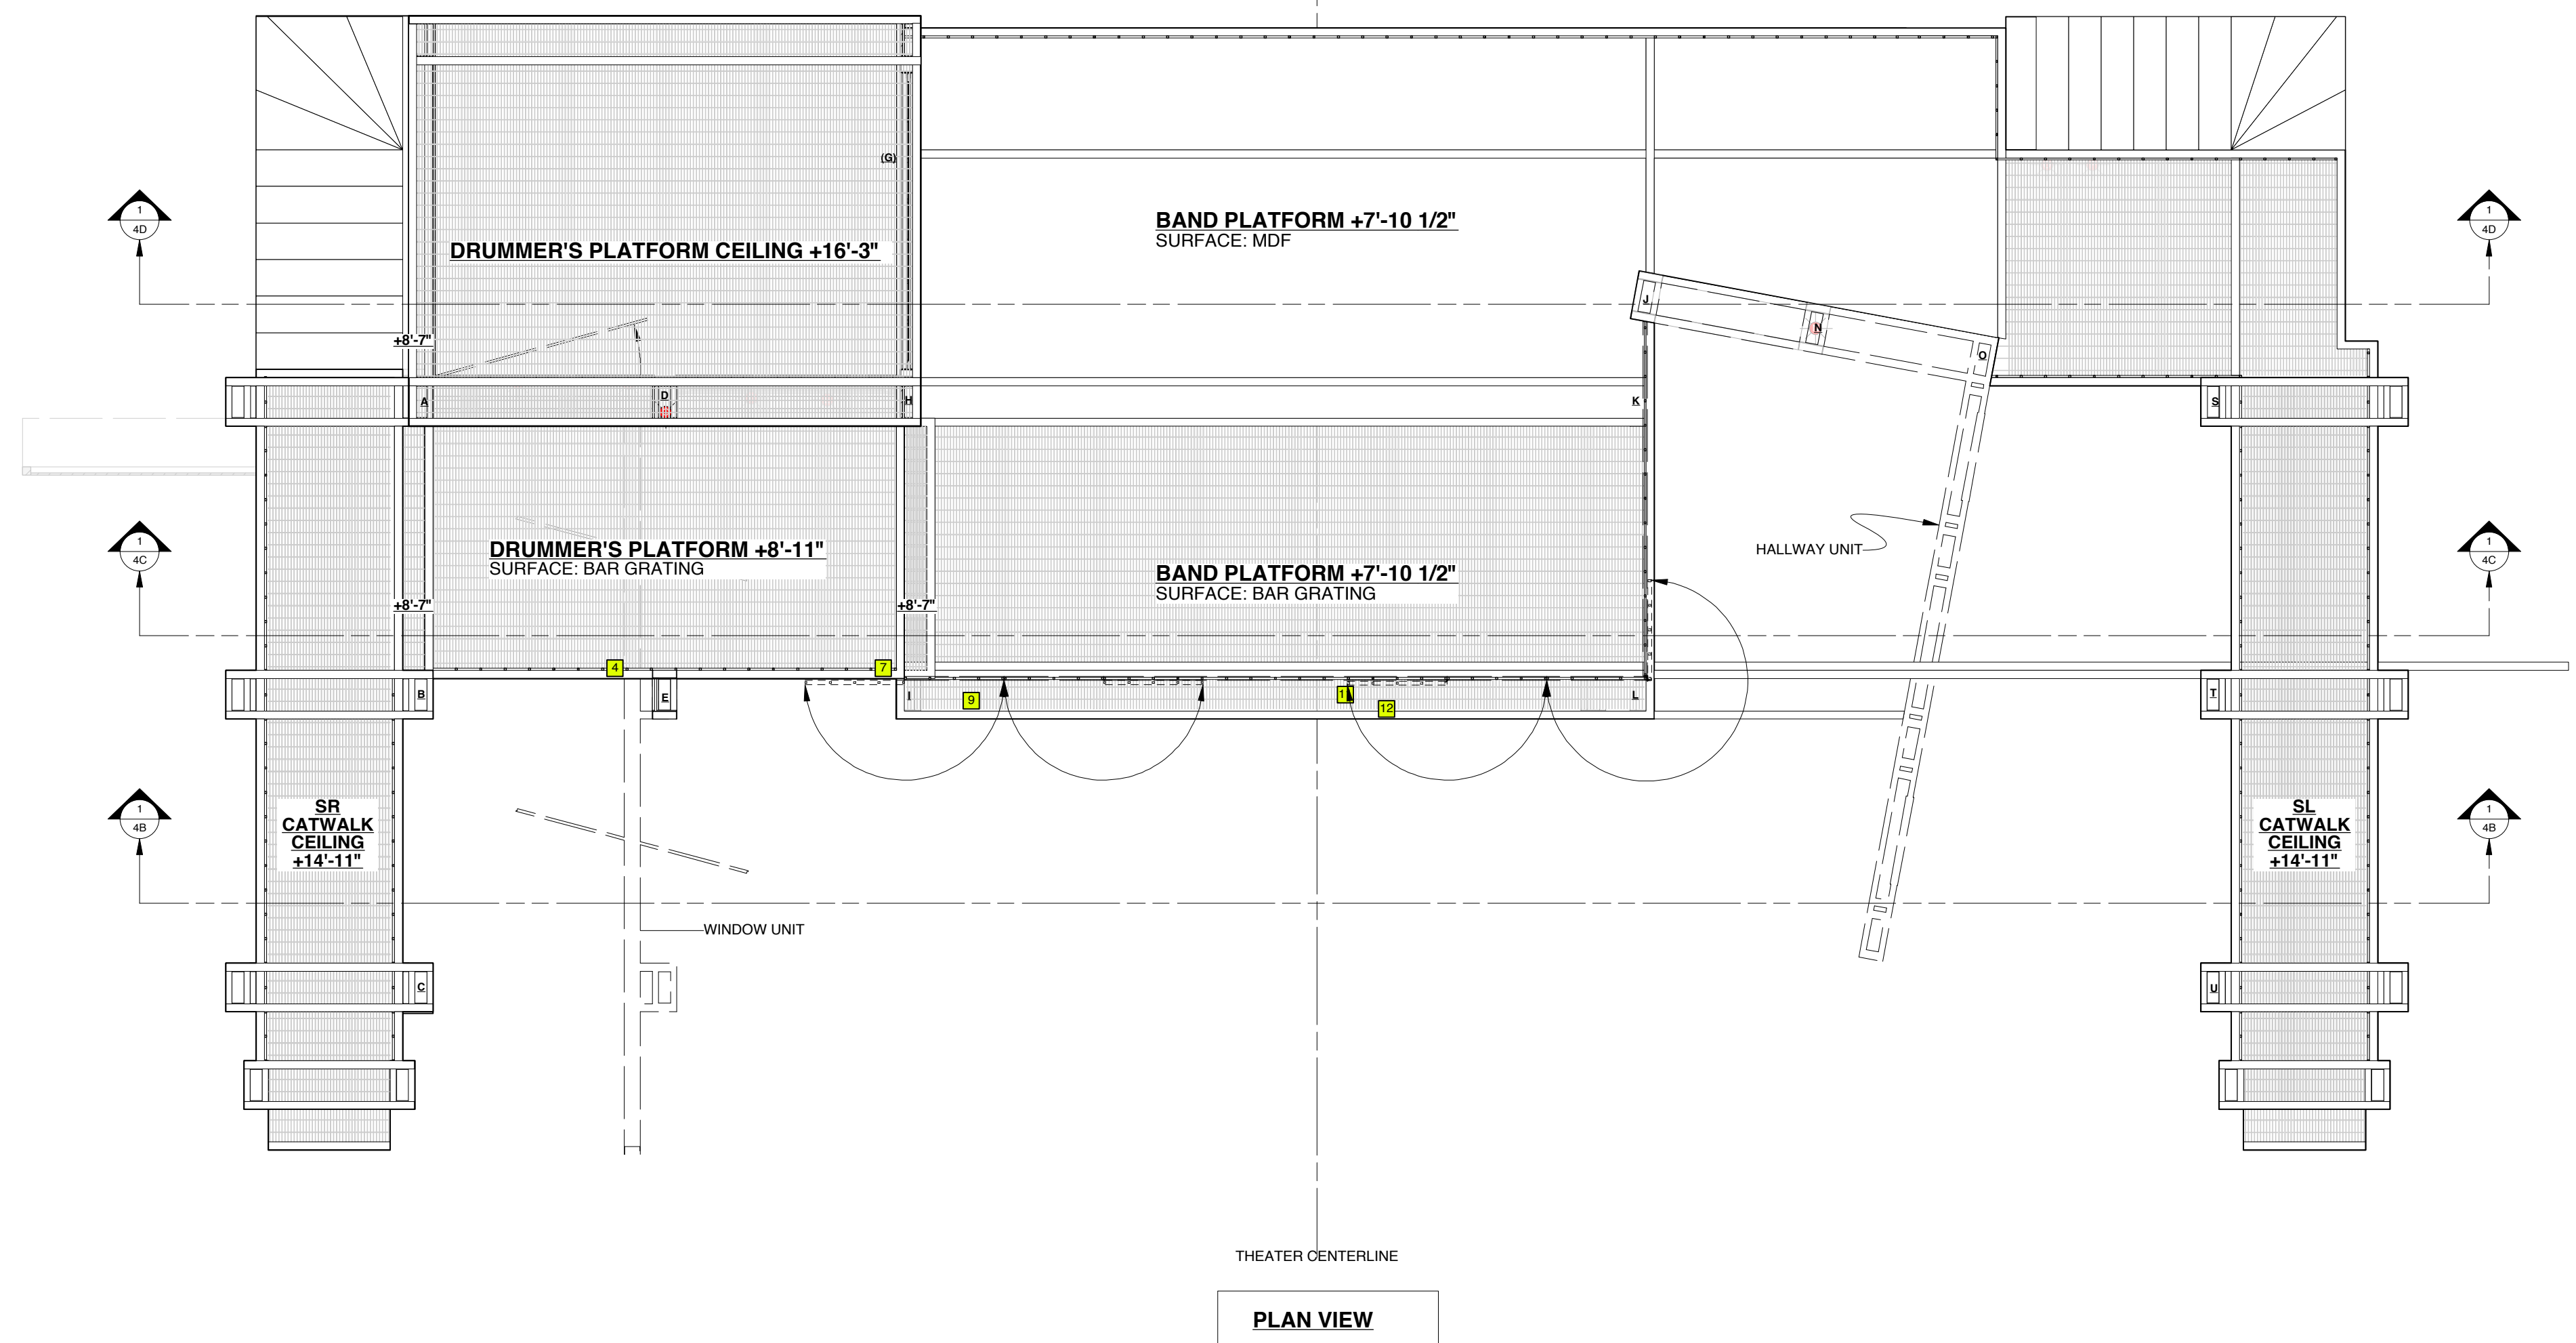 (G)
1
4D
1
4D
BAND PLATFORM +7'-10 1/2"
SURFACE: MDF
DRUMMER'S PLATFORM CEILING +16'-3"
J
N
+8'-7"
O
A
D
H
K
S
HALLWAY UNIT
1
4C
1
4C
DRUMMER'S PLATFORM +8'-11"
SURFACE: BAR GRATING
BAND PLATFORM +7'-10 1/2"
SURFACE: BAR GRATING
+8'-7"
+8'-7"
4
7
B
E
I
9
1
12
L
T
1
4B
1
4B
SR
CATWALK
CEILING
+14'-11"
SL
CATWALK
CEILING
+14'-11"
WINDOW UNIT
C
U
THEATER CENTERLINE
PLAN VIEW